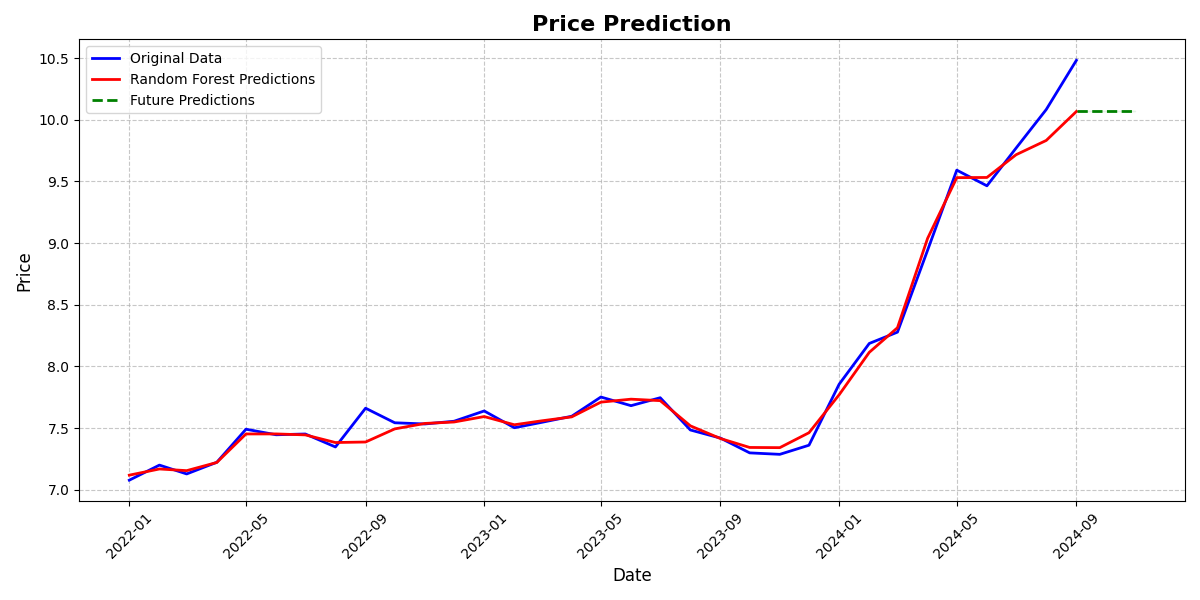 Price Prediction
Original Data
Random Forest Predictions
Future Predictions
10.5
10.0
9.5
9.0
8.5
8.0
7.5
7.0
Price
2022-01
2022-05
2022-09
2023-01
2023-05
2023-09
2024-01
2024-05
2024-09
Date